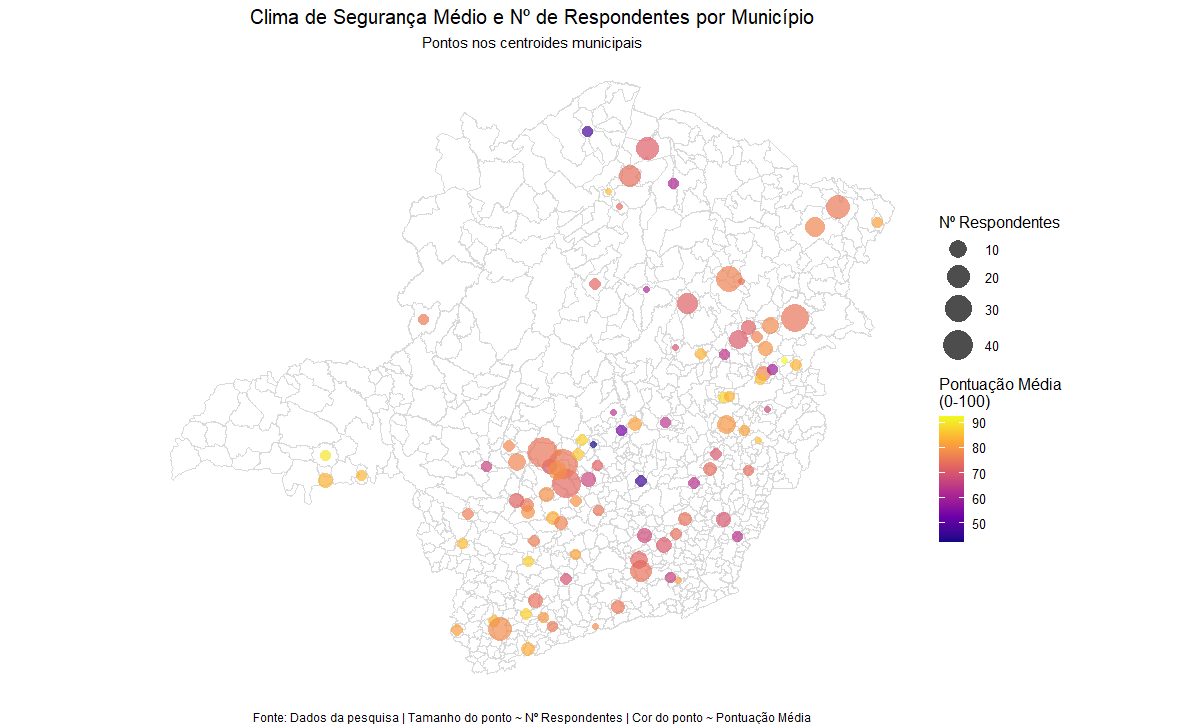 Clima de Segurança Médio e Nº de Respondentes por Município
Pontos nos centroides municipais
Nº Respondentes
10
20
30
40
Pontuação Média
(0-100)
90
80
70
60
50
Fonte: Dados da pesquisa | Tamanho do ponto ~ Nº Respondentes | Cor do ponto ~ Pontuação Média